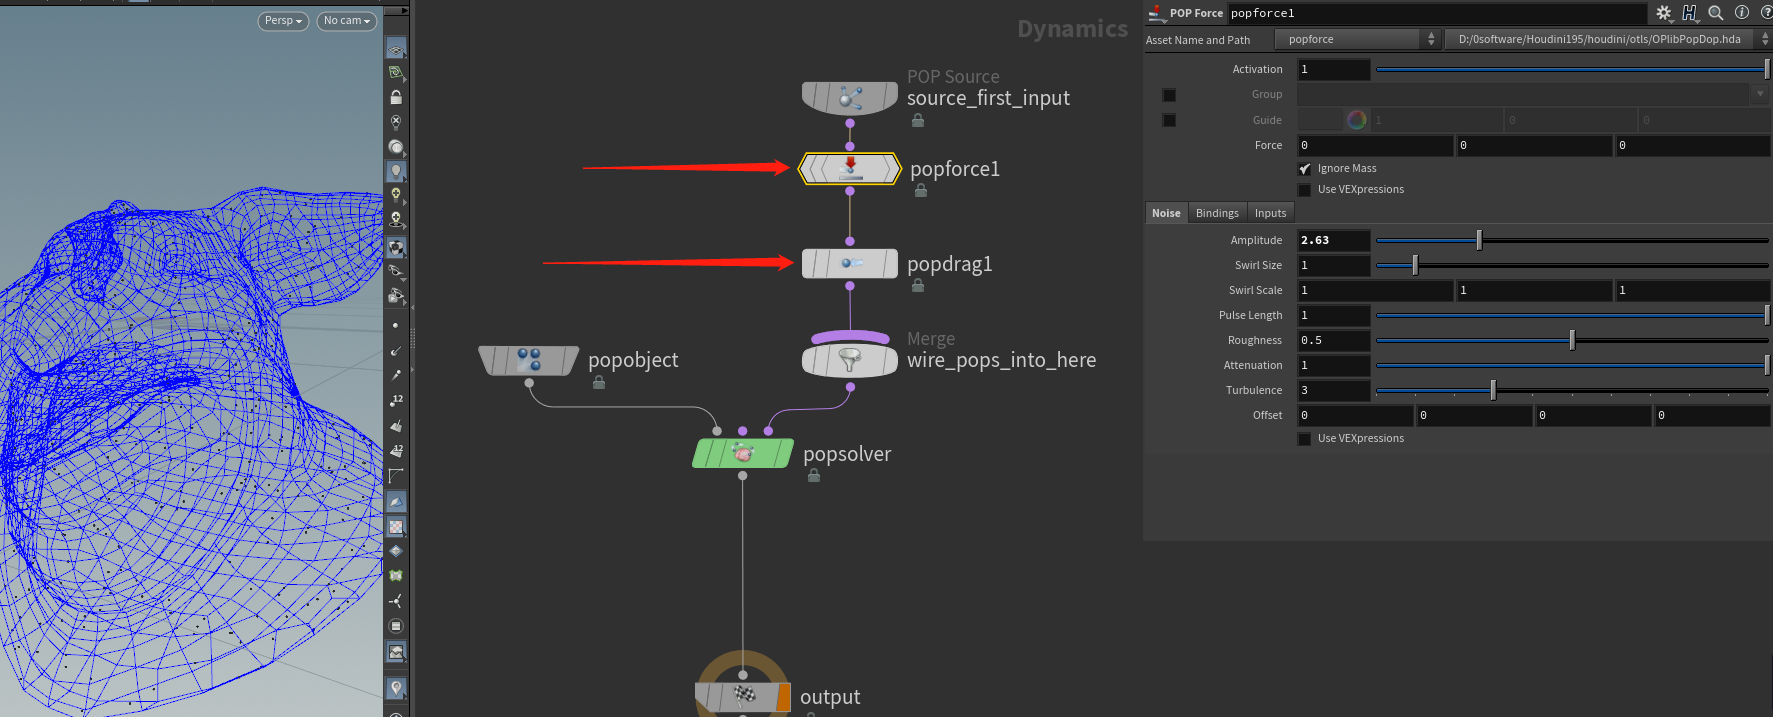 Persp
No cam
Dynamics
POP Source
source_first_input
popforce1
popdrag1
Merge
wire_pops_into_here
popobject
popsolver
output
12
12
POP Force popforce1
Asset Name and Path popforce D:/0software/Houdini195/houdini/otls/OPlibPopDop.hda
Activation 1
Group
Guide 1 0 0
Force 0 0 0
Ignore Mass
Use VEXpressions
Noise Bindings Inputs
Amplitude 2.63
Swirl Size 1
Swirl Scale 1 1 1
Pulse Length 1
Roughness 0.5
Attenuation 1
Turbulence 3
Offset 0 0 0 0
Use VEXpressions